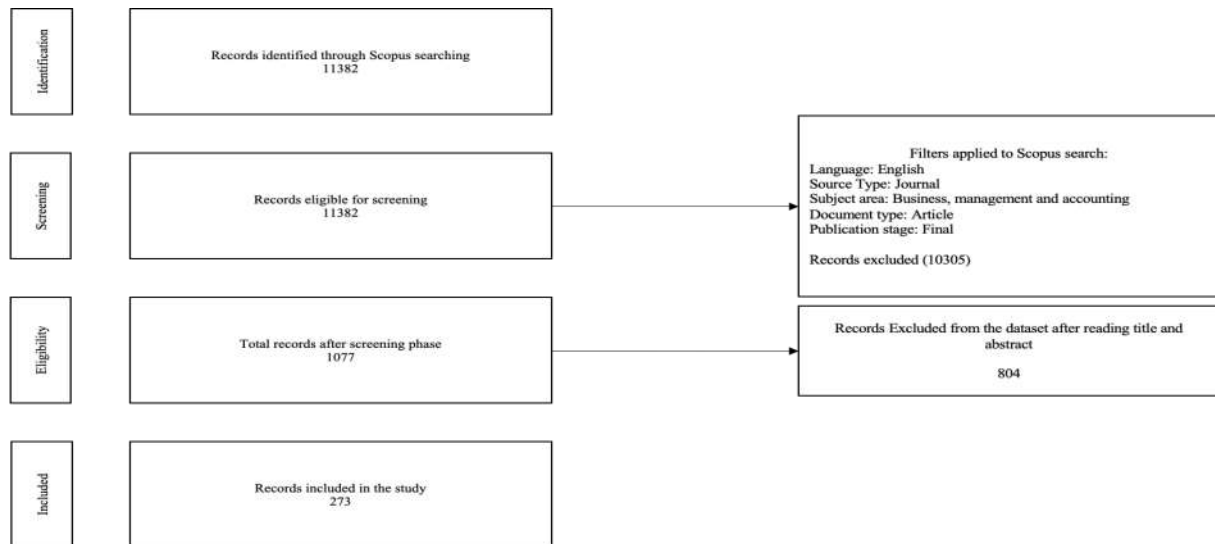 Identification
Records identified through Scopus searching
11382
Screening
Records eligible for screening
11382
Filters applied to Scopus search:
Language: English
Source Type: Journal
Subject area: Business, management and accounting
Document type: Article
Publication stage: Final
Records excluded (10305)
Eligibility
Total records after screening phase
1077
Records Excluded from the dataset after reading title and
abstract
804
Included
Records included in the study
273